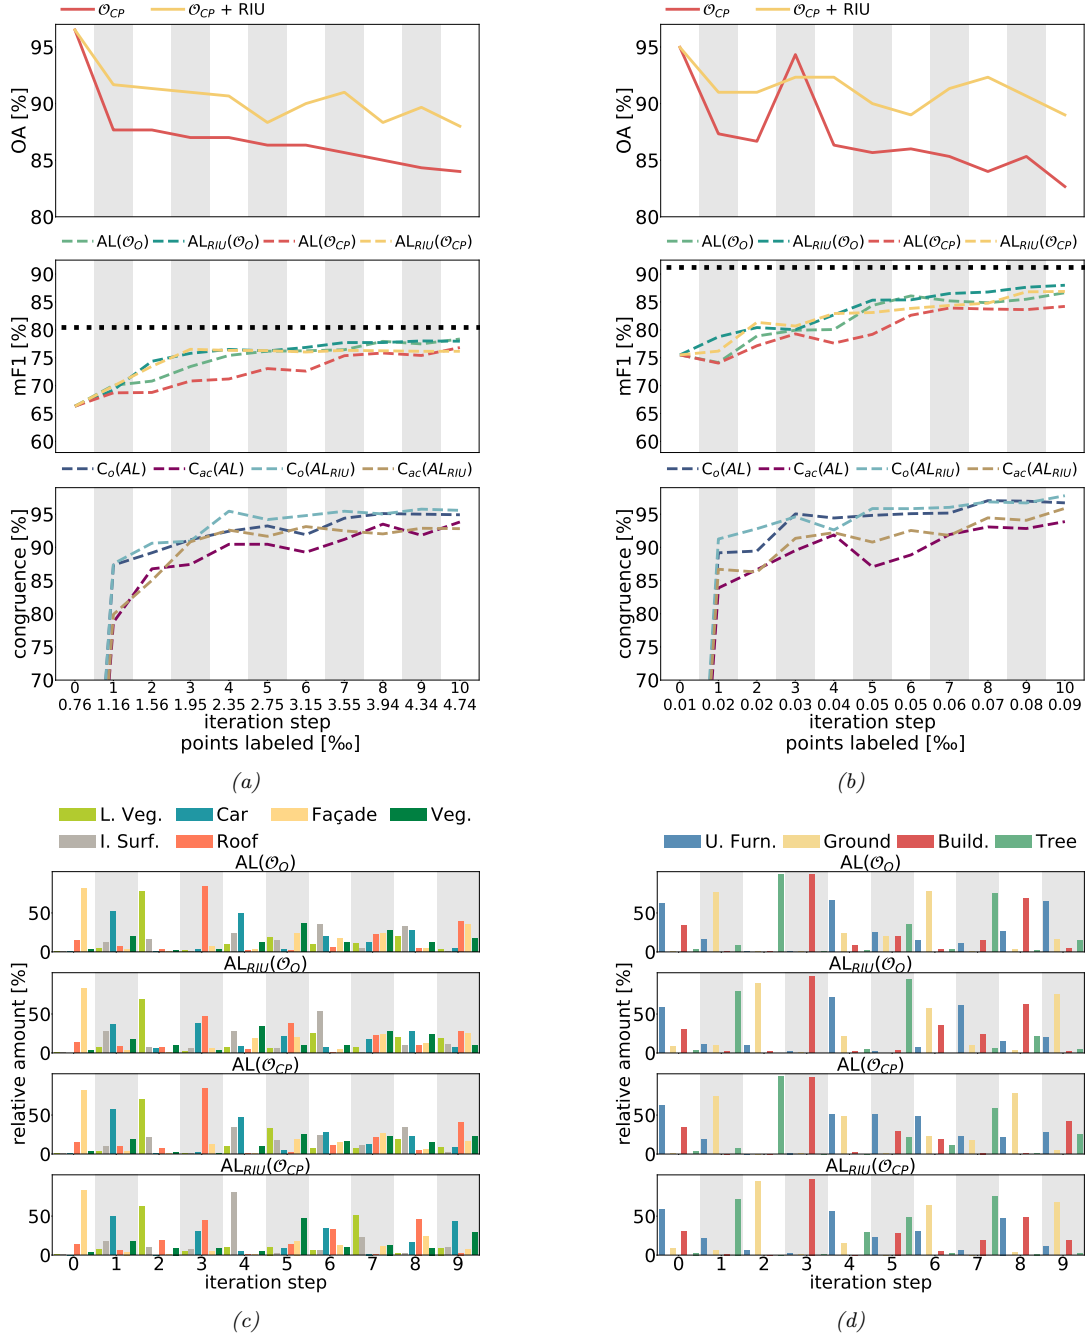 O_CP O_CP + RIU
95
90
85
80
OA [%]
AL(O_O) AL_RIU(O_O) AL(O_CP) AL_RIU(O_CP)
90
85
80
75
70
65
60
mF1 [%]
C_o(AL) C_ac(AL) C_o(AL_RIU) C_ac(AL_RIU)
95
90
85
80
75
70
congruence [%]
0 1 2 3 4 5 6 7 8 9 10
0.76 1.16 1.56 1.95 2.35 2.75 3.15 3.55 3.94 4.34 4.74
iteration step
points labeled [‰]
(a)
O_CP O_CP + RIU
95
90
85
80
OA [%]
AL(O_O) AL_RIU(O_O) AL(O_CP) AL_RIU(O_CP)
90
85
80
75
70
65
60
mF1 [%]
C_o(AL) C_ac(AL) C_o(AL_RIU) C_ac(AL_RIU)
95
90
85
80
75
70
congruence [%]
0 1 2 3 4 5 6 7 8 9 10
0.01 0.02 0.02 0.03 0.04 0.05 0.05 0.06 0.07 0.08 0.09
iteration step
points labeled [‰]
(b)
L. Veg. Car Façade Veg.
I. Surf. Roof
AL(O_O)
50
0
AL_RIU(O_O)
50
0
AL(O_CP)
50
0
AL_RIU(O_CP)
50
0
relative amount [%]
0 1 2 3 4 5 6 7 8 9
iteration step
(c)
U. Furn. Ground Build. Tree
AL(O_O)
50
0
AL_RIU(O_O)
50
0
AL(O_CP)
50
0
AL_RIU(O_CP)
50
0
relative amount [%]
0 1 2 3 4 5 6 7 8 9
iteration step
(d)